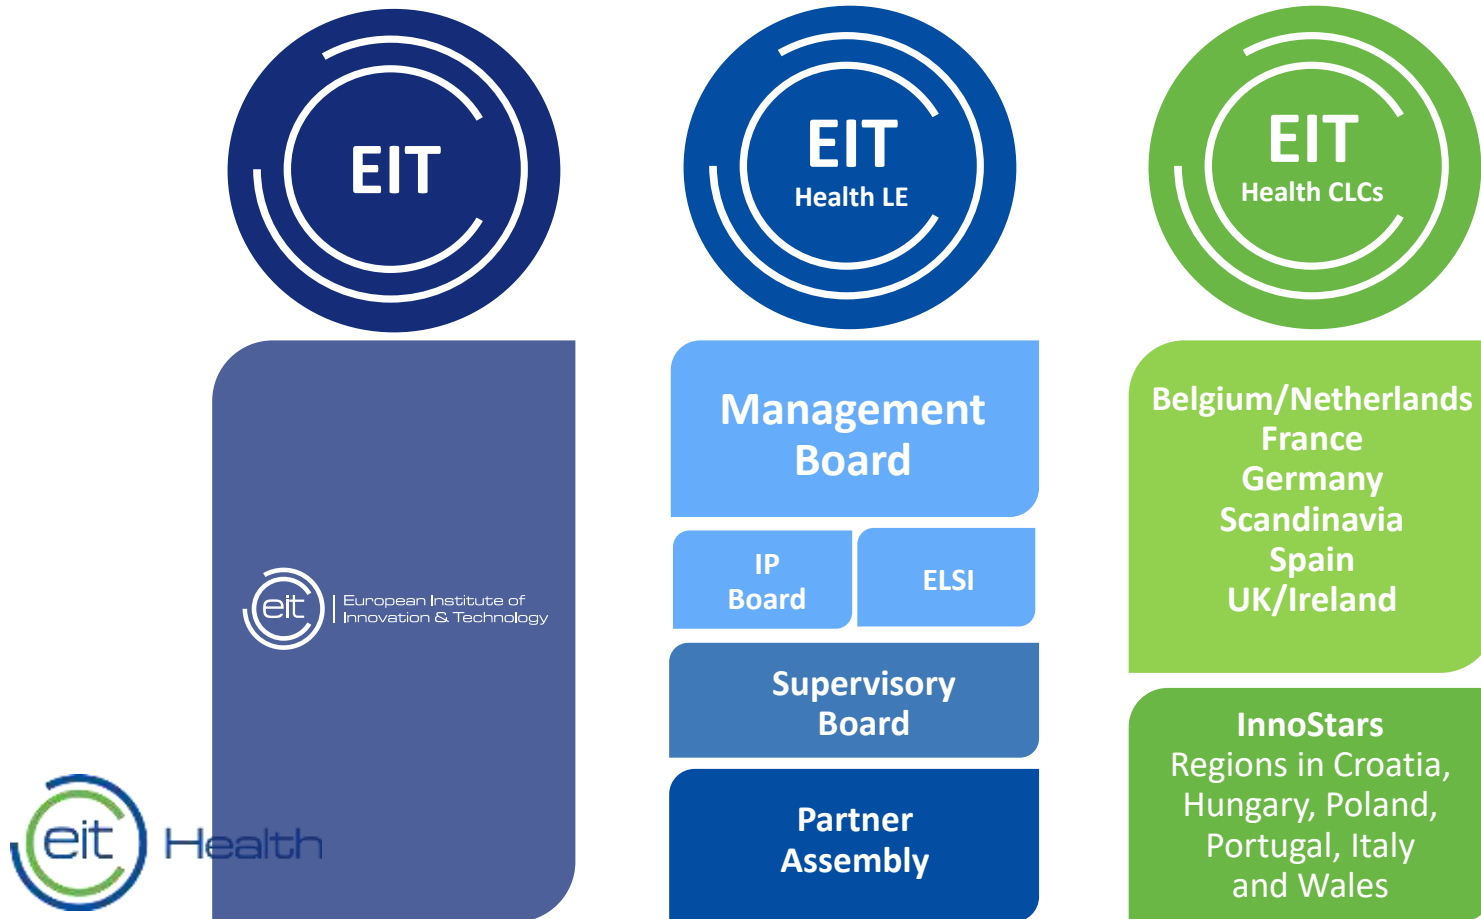 EIT
eit
European Institute of
Innovation & Technology
eit Health
EIT
Health LE
Management
Board
IP
Board
ELSI
Supervisory
Board
Partner
Assembly
EIT
Health CLCs
Belgium/Netherlands
France
Germany
Scandinavia
Spain
UK/Ireland
InnoStars
Regions in Croatia,
Hungary, Poland,
Portugal, Italy
and Wales